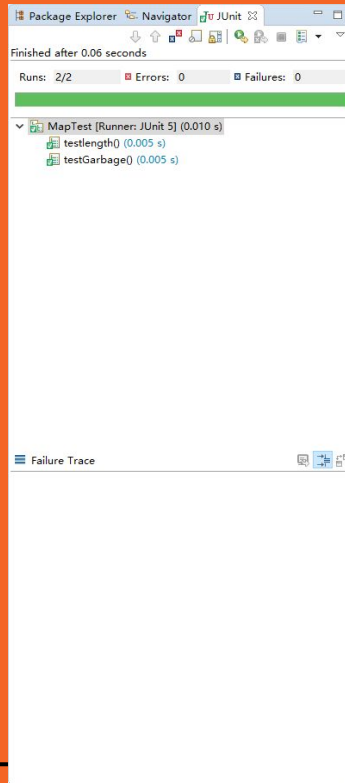 Package Explorer Navigator JUnit
Finished after 0.06 seconds
Runs: 2/2 Errors: 0 Failures: 0
MapTest [Runner: JUnit 5] (0.010 s)
testlength() (0.005 s)
testGarbage() (0.005 s)
Failure Trace